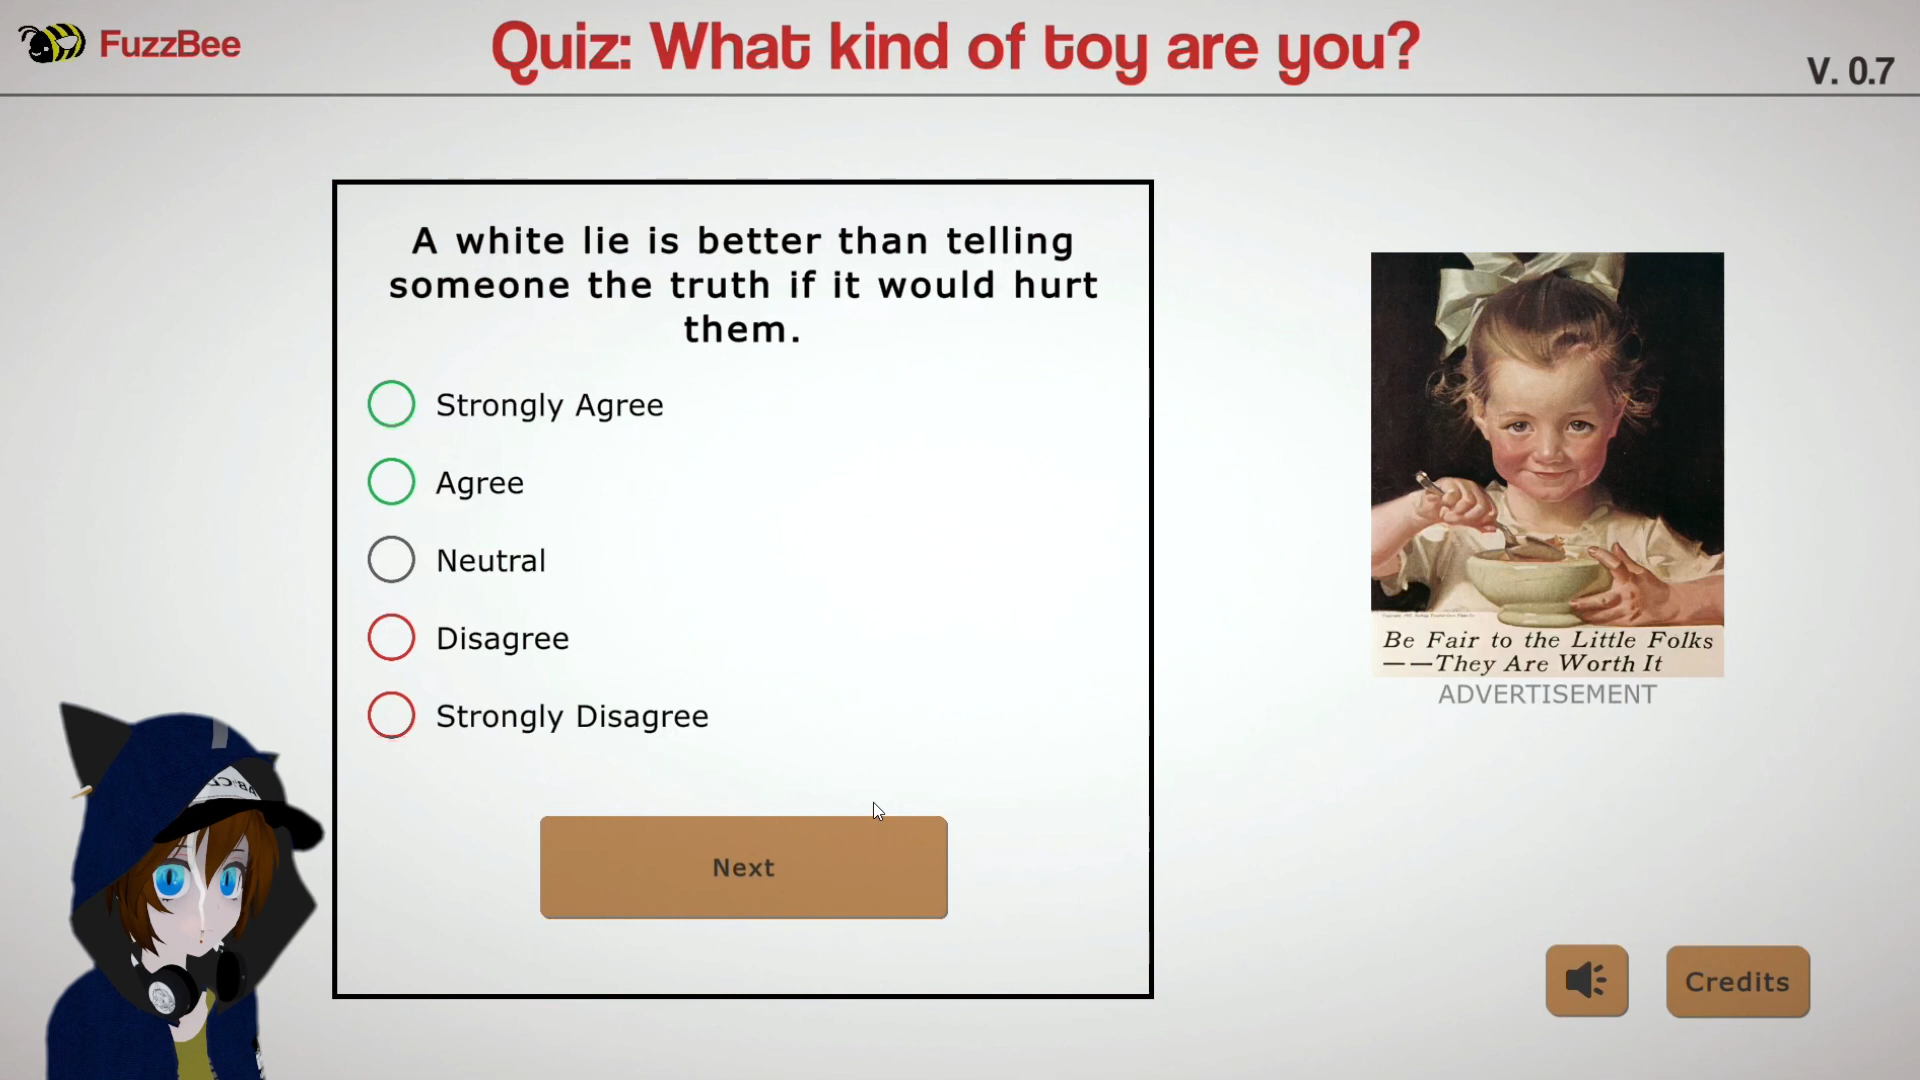 FuzzBee
Quiz: What kind of toy are you?
V. 0.7
A white lie is better than telling
someone the truth if it would hurt
them.
Strongly Agree
Agree
Neutral
Disagree
Strongly Disagree
Next
Be Fair to the Little Folks
——They Are Worth It
ADVERTISEMENT
Credits